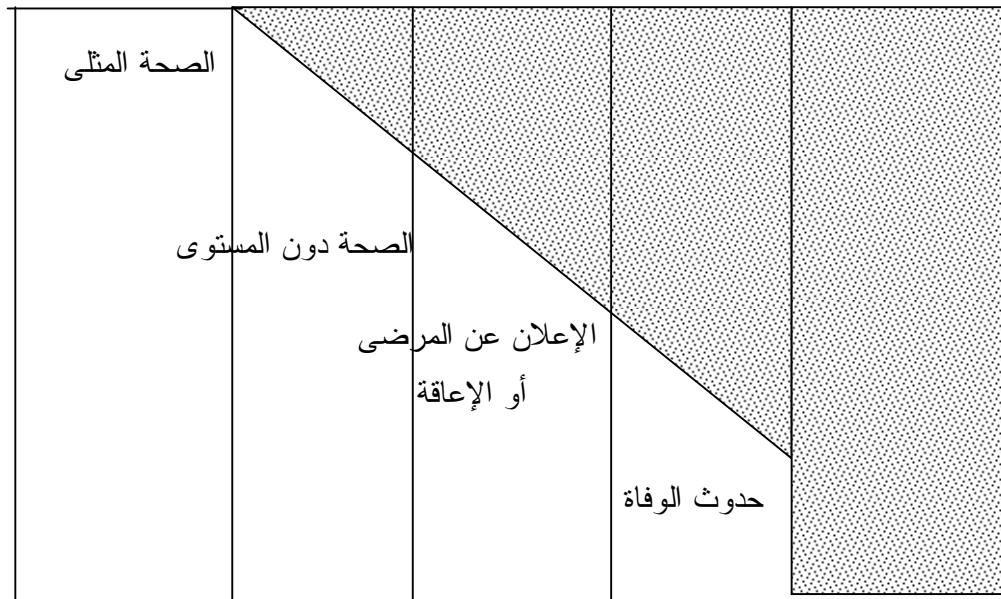 الصحة المثلى
الصحة دون المستوى
الإعلان عن المرضى
أو الإعاقة
حدوث الوفاة